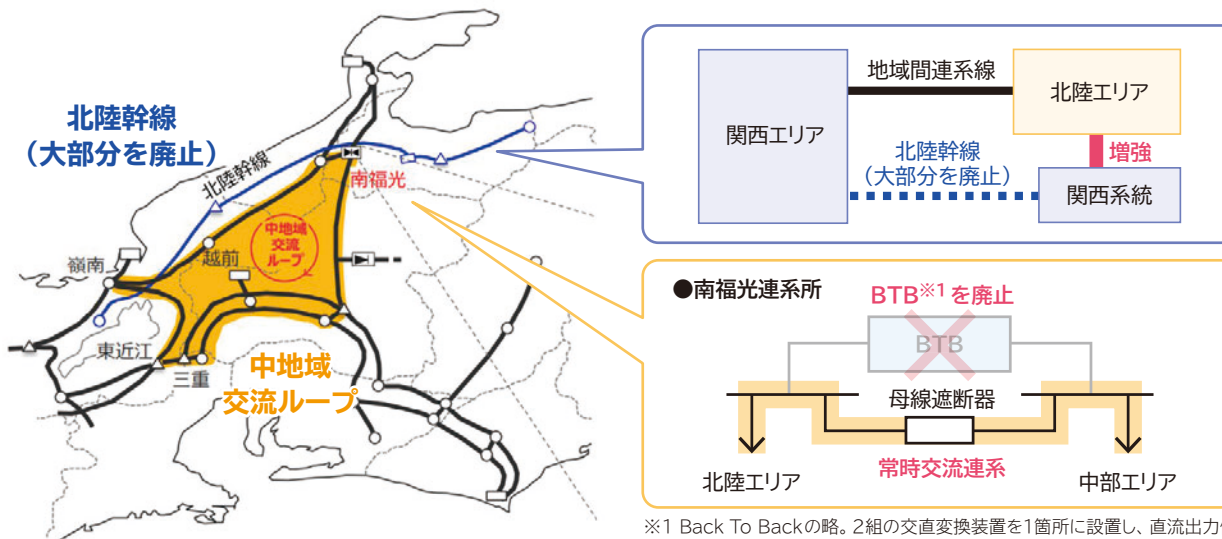 北陸幹線
（大部分を廃止）
北陸幹線
南福光
中地域
交流
ループ
越前
嶺南
東近江
三重
中地域
交流ループ
関西エリア
地域間連系線
北陸エリア
増強
北陸幹線
（大部分を廃止）
関西系統
●南福光連系所
BTB※1を廃止
BTB
母線遮断器
常時交流連系
北陸エリア
中部エリア
※1 Back To Backの略。2組の交直変換装置を1箇所に設置し、直流出力